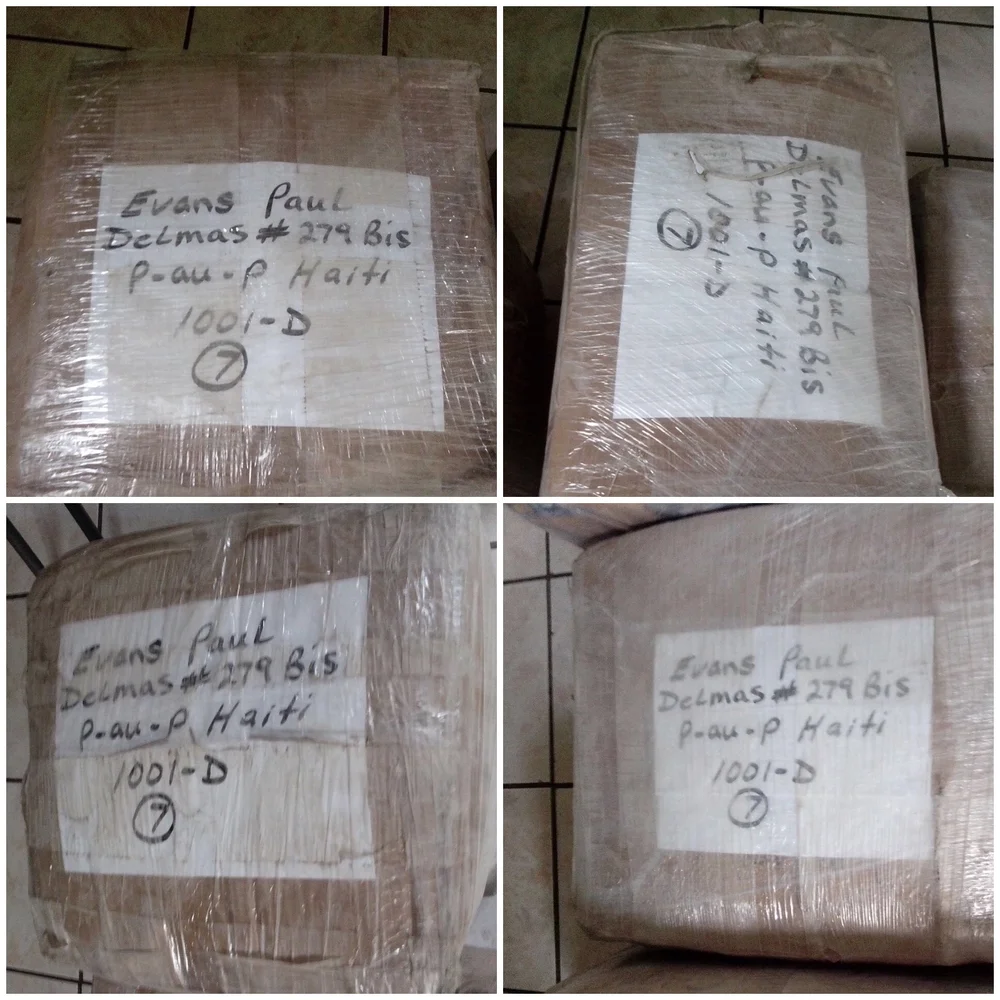 Evans Paul
DeLmas # 279 Bis
P-au-P Haiti
1001-D
7
Evans Paul
DeLmas # 279 Bis
P-au-P Haiti
1001-D
7
Evans Paul
DeLmas # 279 Bis
P-au-P Haiti
1001-D
7
Evans Paul
DeLmas # 279 Bis
P-au-P Haiti
1001-D
7